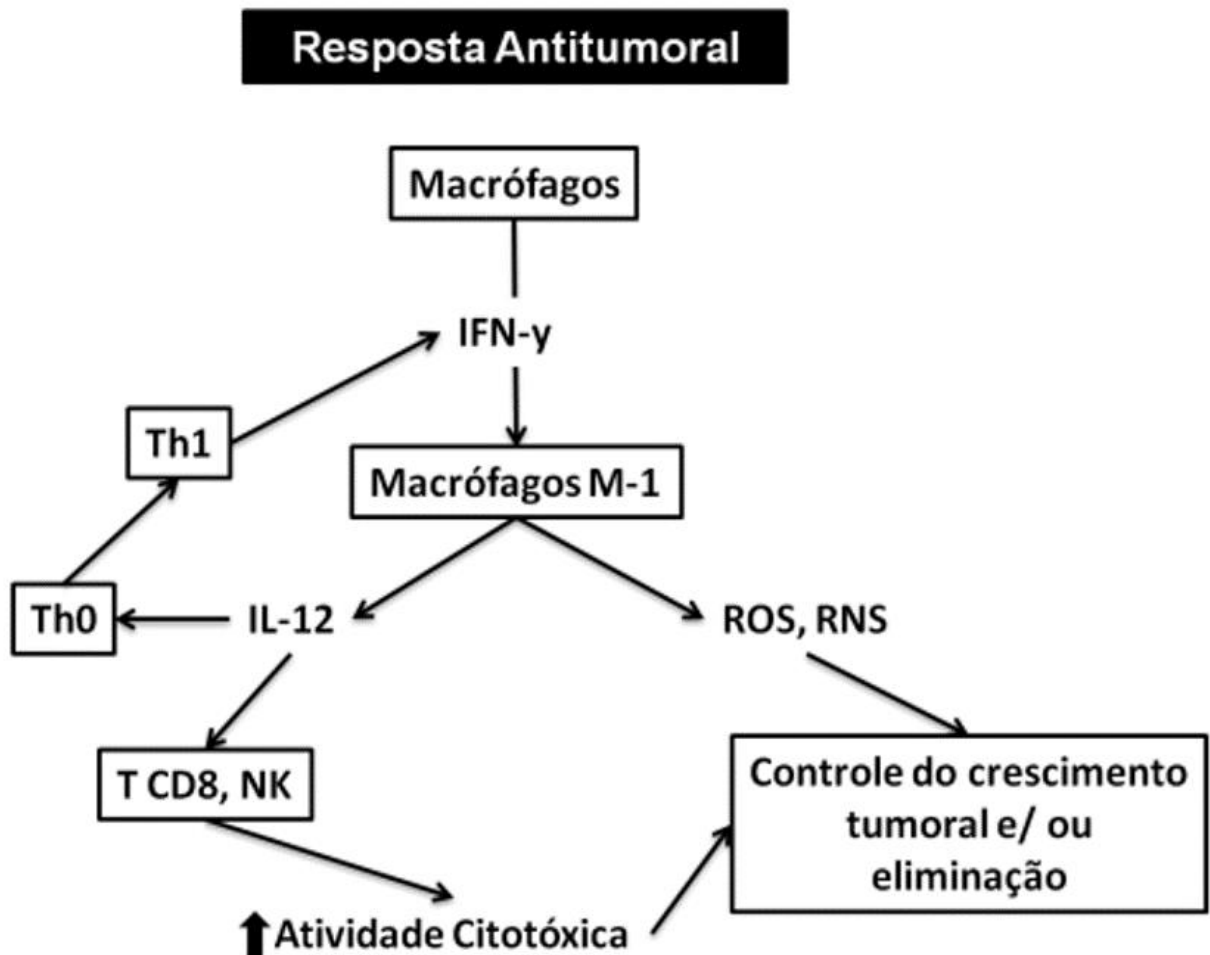 Resposta Antitumoral
Macrófagos
IFN-y
Th1
Macrófagos M-1
Th0
IL-12
ROS, RNS
T CD8, NK
Controle do crescimento
tumoral e/ ou
eliminação
Atividade Citotóxica